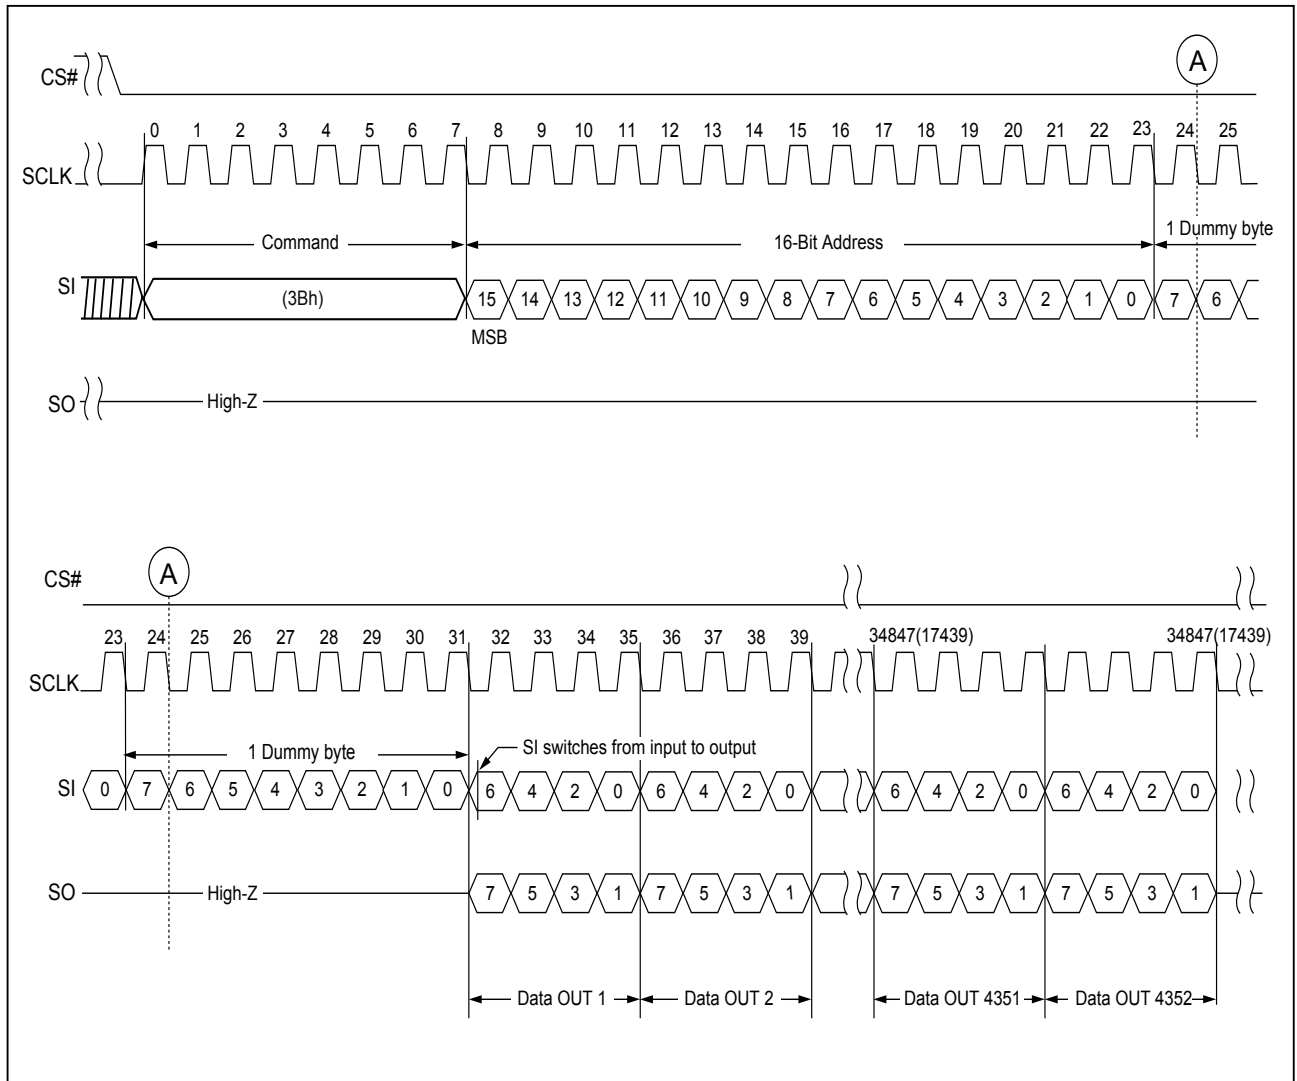 A
CS#
0 1 2 3 4 5 6 7 8 9 10 11 12 13 14 15 16 17 18 19 20 21 22 23 24 25
SCLK
Command 16-Bit Address 1 Dummy byte
SI (3Bh) 15 14 13 12 11 10 9 8 7 6 5 4 3 2 1 0 7 6
MSB
SO High-Z
A
CS#
23 24 25 26 27 28 29 30 31 32 33 34 35 36 37 38 39 34847(17439) 34847(17439)
SCLK
1 Dummy byte SI switches from input to output
SI 0 7 6 5 4 3 2 1 0 6 4 2 0 6 4 2 0 6 4 2 0 6 4 2 0
SO High-Z 7 5 3 1 7 5 3 1 7 5 3 1 7 5 3 1
Data OUT 1 Data OUT 2 Data OUT 4351 Data OUT 4352